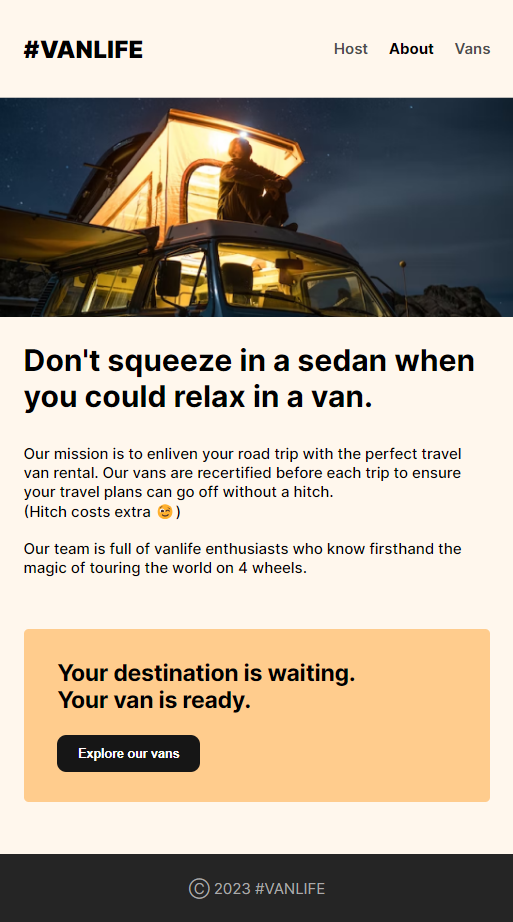 #VANLIFE
Host About Vans
Don't squeeze in a sedan when
you could relax in a van.
Our mission is to enliven your road trip with the perfect travel
van rental. Our vans are recertified before each trip to ensure
your travel plans can go off without a hitch.
(Hitch costs extra 😉)
Our team is full of vanlife enthusiasts who know firsthand the
magic of touring the world on 4 wheels.
Your destination is waiting.
Your van is ready.
Explore our vans
Ⓒ 2023 #VANLIFE